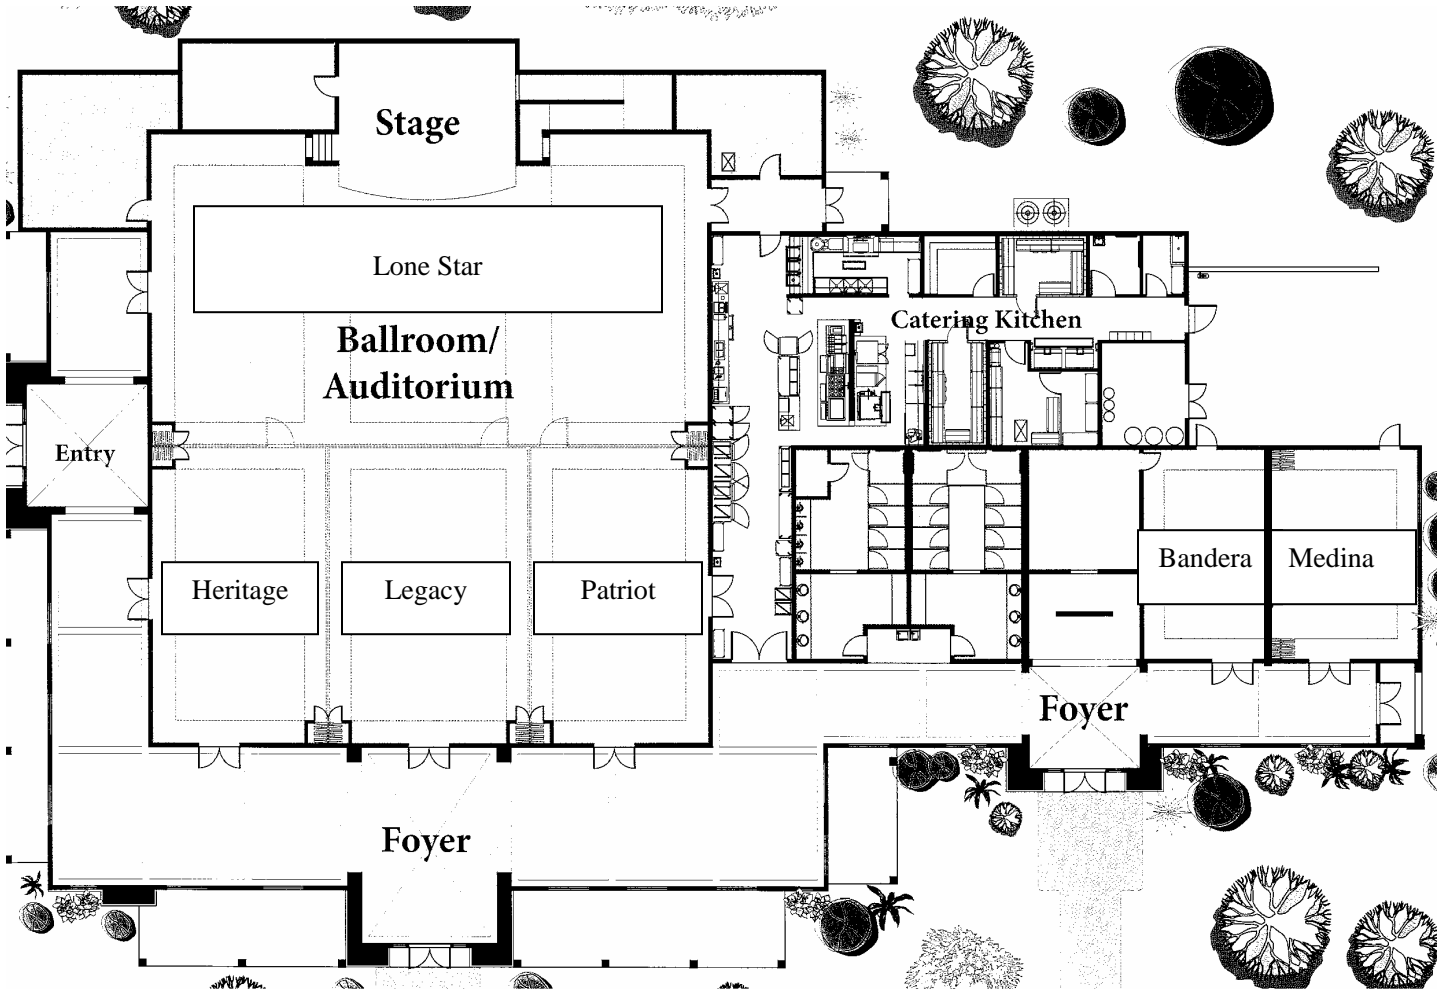 Stage
Lone Star
Ballroom/
Auditorium
Catering Kitchen
Entry
Heritage
Legacy
Patriot
Bandera
Medina
Foyer
Foyer